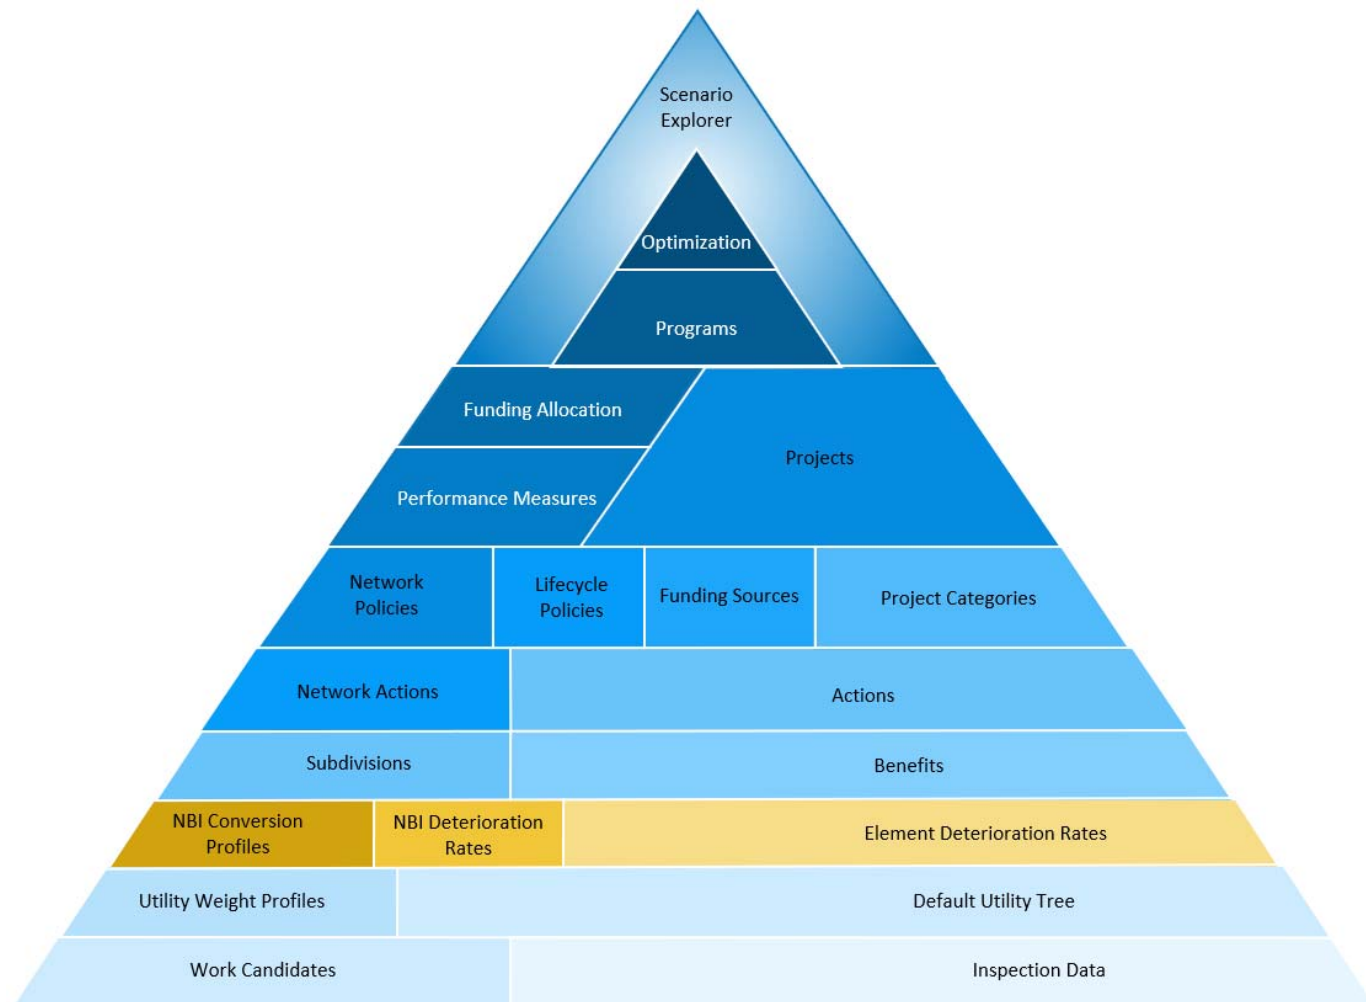 Scenario
Explorer
Optimization
Programs
Funding Allocation
Projects
Performance Measures
Network
Policies
Lifecycle
Policies
Funding Sources
Project Categories
Network Actions
Actions
Subdivisions
Benefits
NBI Conversion
Profiles
NBI Deterioration
Rates
Element Deterioration Rates
Utility Weight Profiles
Default Utility Tree
Work Candidates
Inspection Data